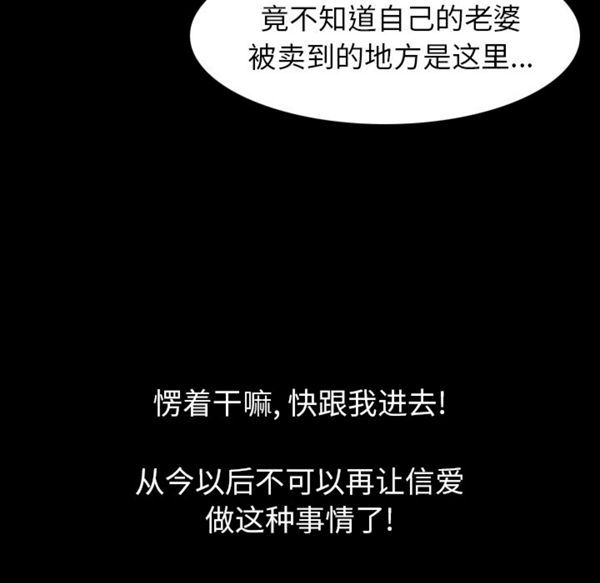 竟不知道自己的老婆
被卖到的地方是这里...
愣着干嘛, 快跟我进去!
从今以后不可以再让信爱
做这种事情了!